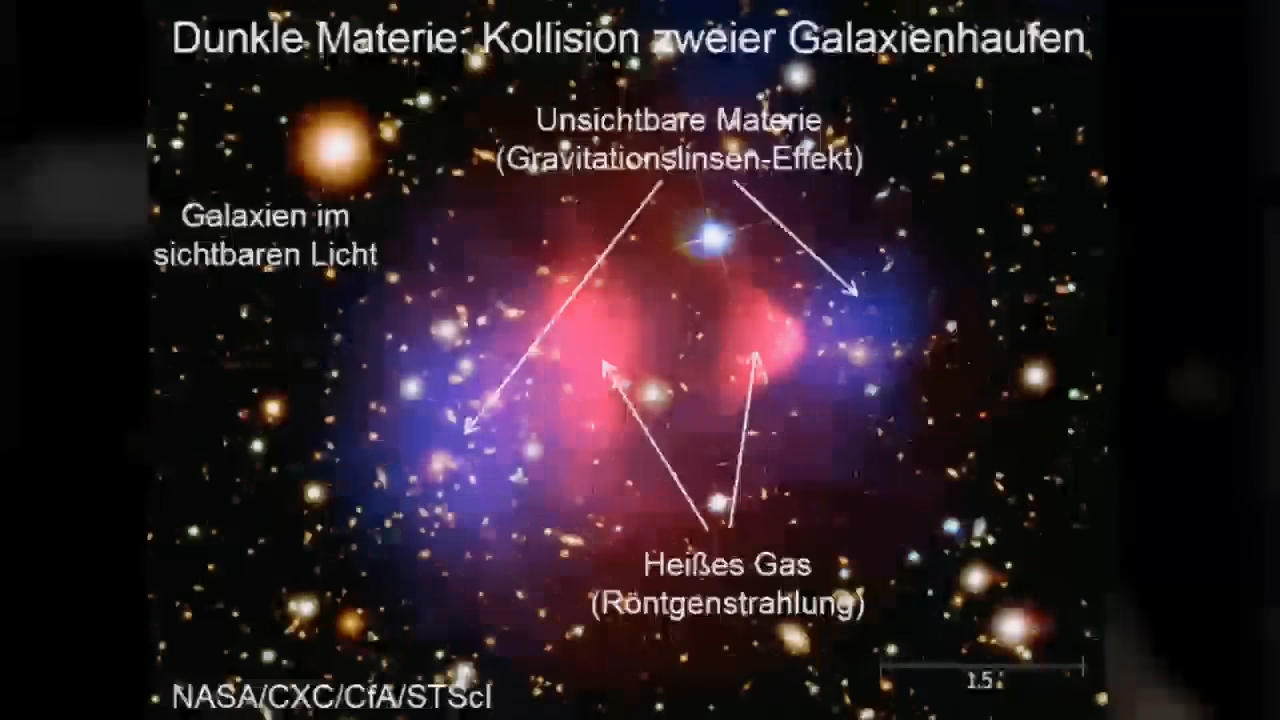 Dunkle Materie: Kollision zweier Galaxienhaufen
Unsichtbare Materie
(Gravitationslinsen-Effekt)
Galaxien im
sichtbaren Licht
Heißes Gas
(Röntgenstrahlung)
1.5'
NASA/CXC/CfA/STScI